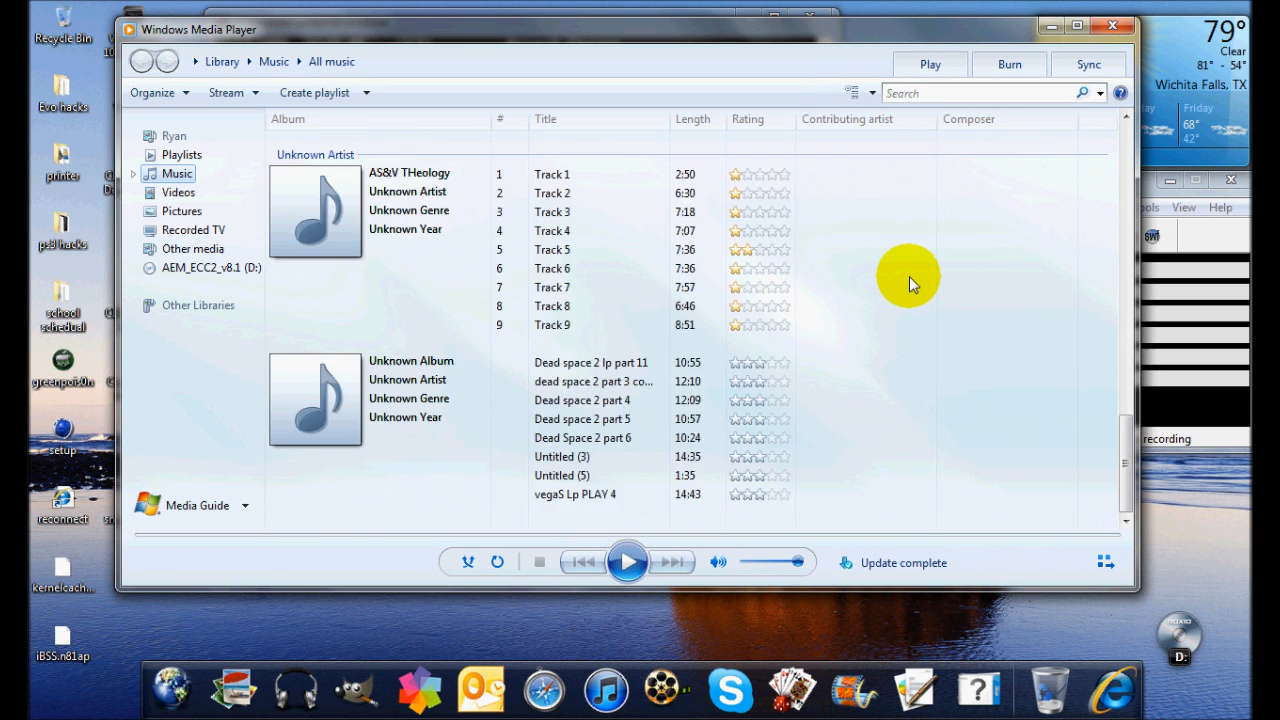 Recycle Bin
Evo hacks
printer
ps3 hacks
school
schedual
greenpois0n
setup
reconnect
kernelcach...
iBSS.n81ap
Windows Media Player
Library Music All music
Play Burn Sync
Organize Stream Create playlist Search
Album # Title Length Rating Contributing artist Composer
Ryan
Playlists
Music
Videos
Pictures
Recorded TV
Other media
AEM_ECC2_v8.1 (D:)
Other Libraries
Media Guide
Unknown Artist
AS&V THeology
Unknown Artist
Unknown Genre
Unknown Year
1 Track 1 2:50
2 Track 2 6:30
3 Track 3 7:18
4 Track 4 7:07
5 Track 5 7:36
6 Track 6 7:36
7 Track 7 7:57
8 Track 8 6:46
9 Track 9 8:51
Unknown Album
Unknown Artist
Unknown Genre
Unknown Year
Dead space 2 lp part 11 10:55
dead space 2 part 3 co... 12:10
Dead space 2 part 4 12:09
Dead space 2 part 5 10:57
Dead Space 2 part 6 10:24
Untitled (3) 14:35
Untitled (5) 1:35
vegaS Lp PLAY 4 14:43
Update complete
79°
Clear
81° - 54°
Wichita Falls, TX
ay Friday
68°
42°
ols View Help
recording
ROXIO
D: